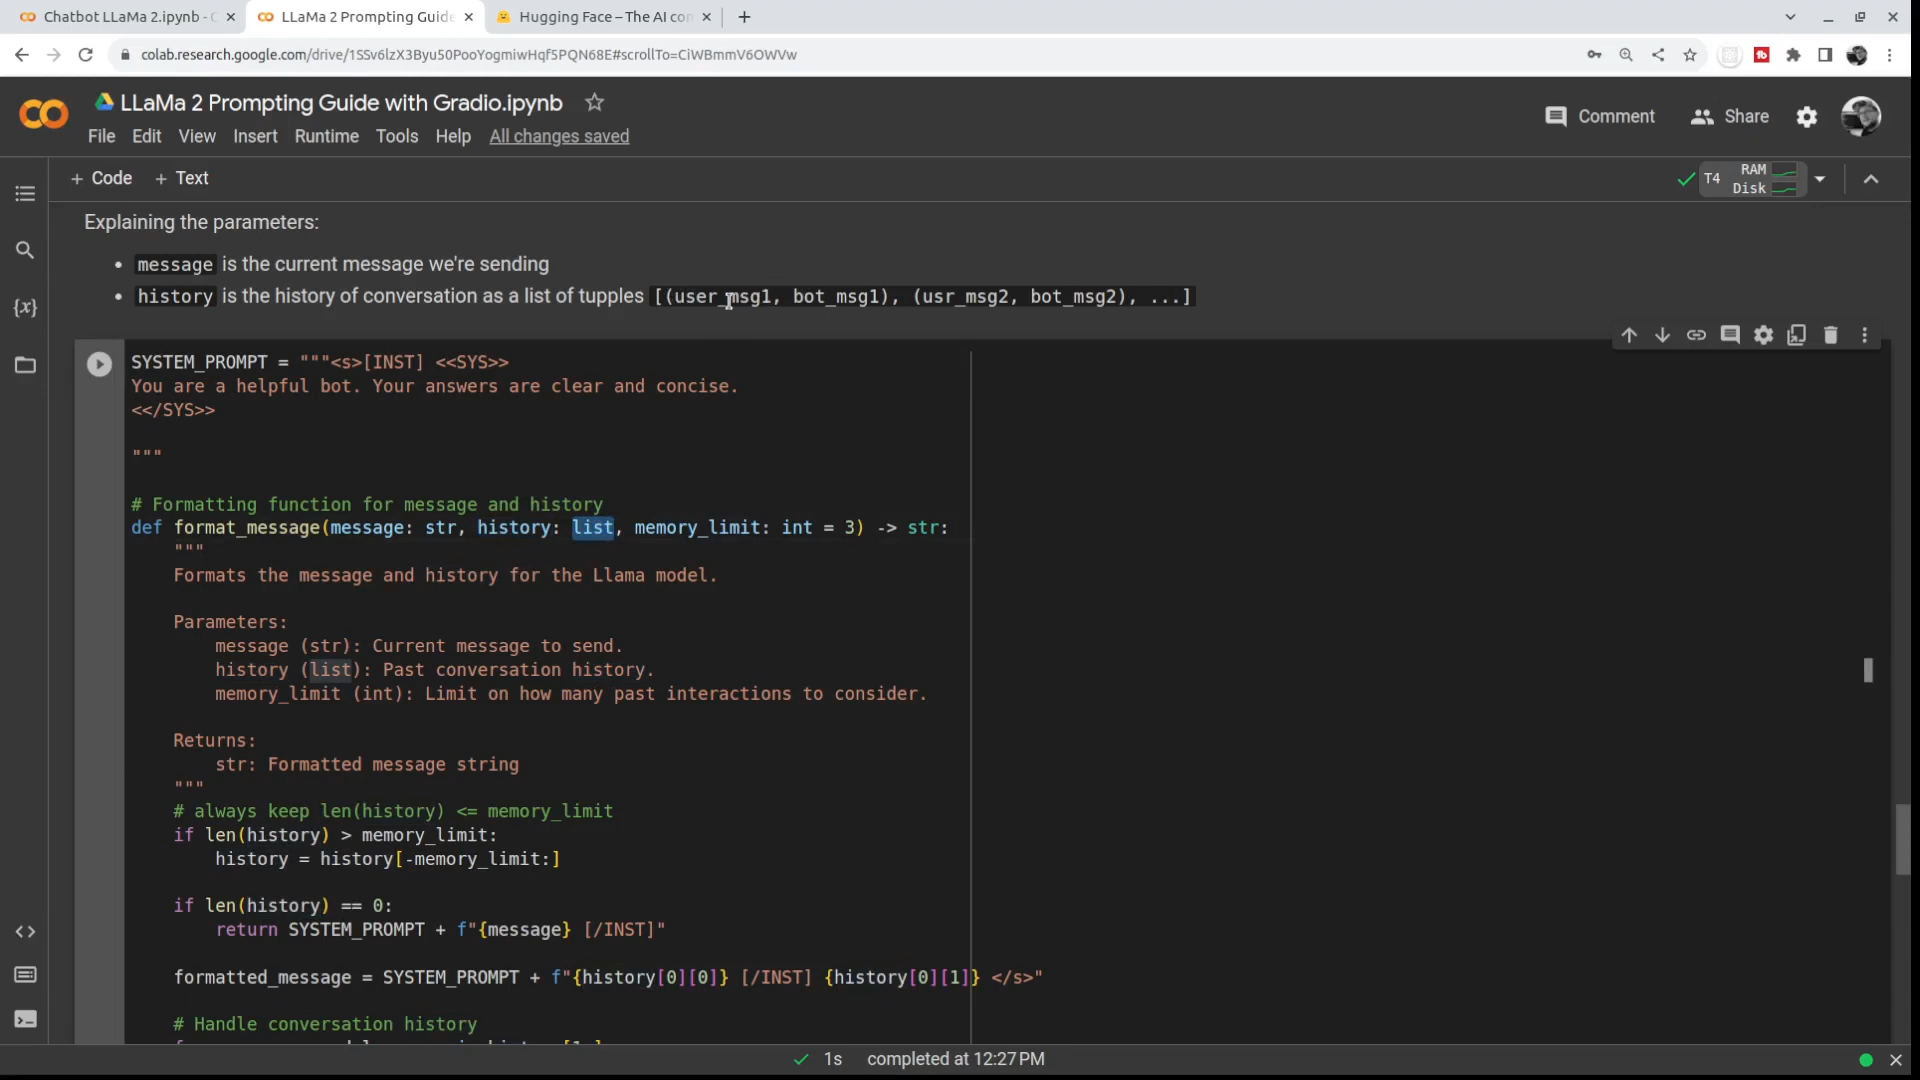 Chatbot LLaMa 2.ipynb - C
LLaMa 2 Prompting Guide
Hugging Face – The AI con
colab.research.google.com/drive/1SSv6lzX3Byu50PooYogmiwHqf5PQN68E#scrollTo=CiWBmmV6OWVw
LLaMa 2 Prompting Guide with Gradio.ipynb
Comment
Share
File Edit View Insert Runtime Tools Help All changes saved
+ Code + Text
T4
RAM
Disk
Explaining the parameters:
• message is the current message we're sending
• history is the history of conversation as a list of tupples [(user_msg1, bot_msg1), (usr_msg2, bot_msg2), ...]
{x}
SYSTEM_PROMPT = """<s>[INST] <<SYS>>
You are a helpful bot. Your answers are clear and concise.
<</SYS>>
"""
# Formatting function for message and history
def format_message(message: str, history: list, memory_limit: int = 3) -> str:
"""
Formats the message and history for the Llama model.
Parameters:
message (str): Current message to send.
history (list): Past conversation history.
memory_limit (int): Limit on how many past interactions to consider.
Returns:
str: Formatted message string
"""
# always keep len(history) <= memory_limit
if len(history) > memory_limit:
history = history[-memory_limit:]
if len(history) == 0:
return SYSTEM_PROMPT + f"{message} [/INST]"
formatted_message = SYSTEM_PROMPT + f"{history[0][0]} [/INST] {history[0][1]} </s>"
# Handle conversation history
1s completed at 12:27 PM